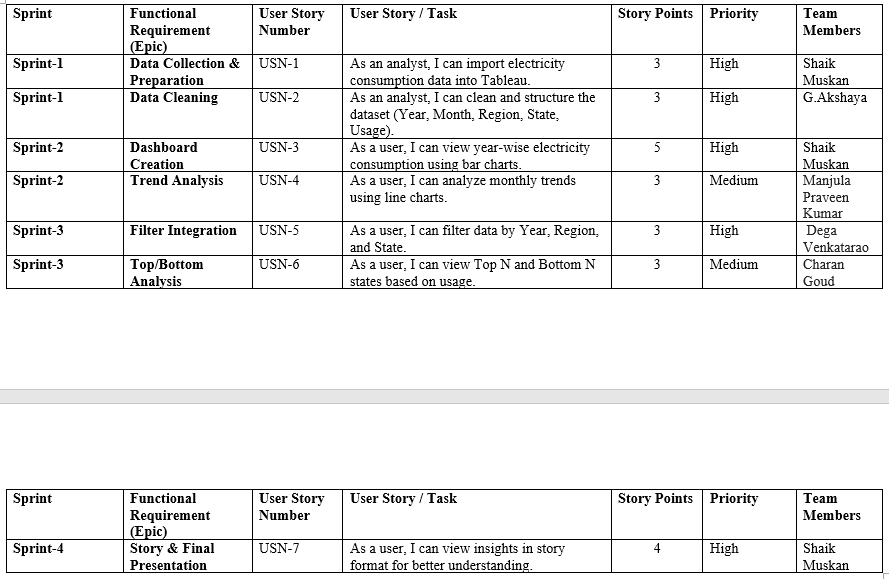 Sprint Functional Requirement (Epic) User Story Number User Story / Task Story Points Priority Team Members
Sprint-1 Data Collection & Preparation USN-1 As an analyst, I can import electricity consumption data into Tableau. 3 High Shaik Muskan
Sprint-1 Data Cleaning USN-2 As an analyst, I can clean and structure the dataset (Year, Month, Region, State, Usage). 3 High G.Akshaya
Sprint-2 Dashboard Creation USN-3 As a user, I can view year-wise electricity consumption using bar charts. 5 High Shaik Muskan
Sprint-2 Trend Analysis USN-4 As a user, I can analyze monthly trends using line charts. 3 Medium Manjula Praveen Kumar
Sprint-3 Filter Integration USN-5 As a user, I can filter data by Year, Region, and State. 3 High Dega Venkatarao
Sprint-3 Top/Bottom Analysis USN-6 As a user, I can view Top N and Bottom N states based on usage. 3 Medium Charan Goud
Sprint Functional Requirement (Epic) User Story Number User Story / Task Story Points Priority Team Members
Sprint-4 Story & Final Presentation USN-7 As a user, I can view insights in story format for better understanding. 4 High Shaik Muskan